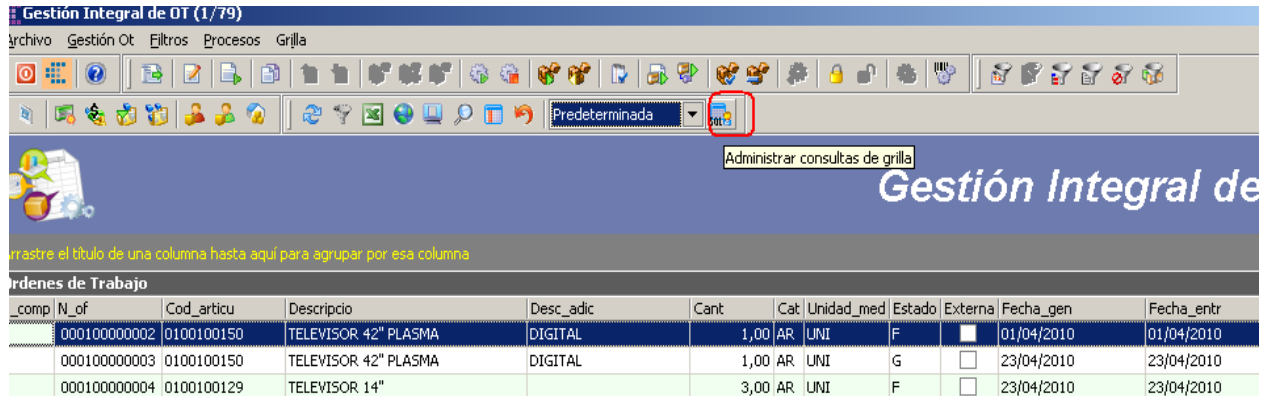 Gestión Integral de OT (1/79)
Archivo Gestión Ot Filtros Procesos Grilla
Predeterminada
SQL
Administrar consultas de grilla
Gestión Integral de
Arrastre el título de una columna hasta aquí para agrupar por esa columna
Ordenes de Trabajo
_comp N_of Cod_articu Descripcio Desc_adic Cant Cat Unidad_med Estado Externa Fecha_gen Fecha_entr
000100000002 0100100150 TELEVISOR 42" PLASMA DIGITAL 1,00 AR UNI F 01/04/2010 01/04/2010
000100000003 0100100150 TELEVISOR 42" PLASMA DIGITAL 1,00 AR UNI G 23/04/2010 23/04/2010
000100000004 0100100129 TELEVISOR 14" 3,00 AR UNI F 23/04/2010 23/04/2010